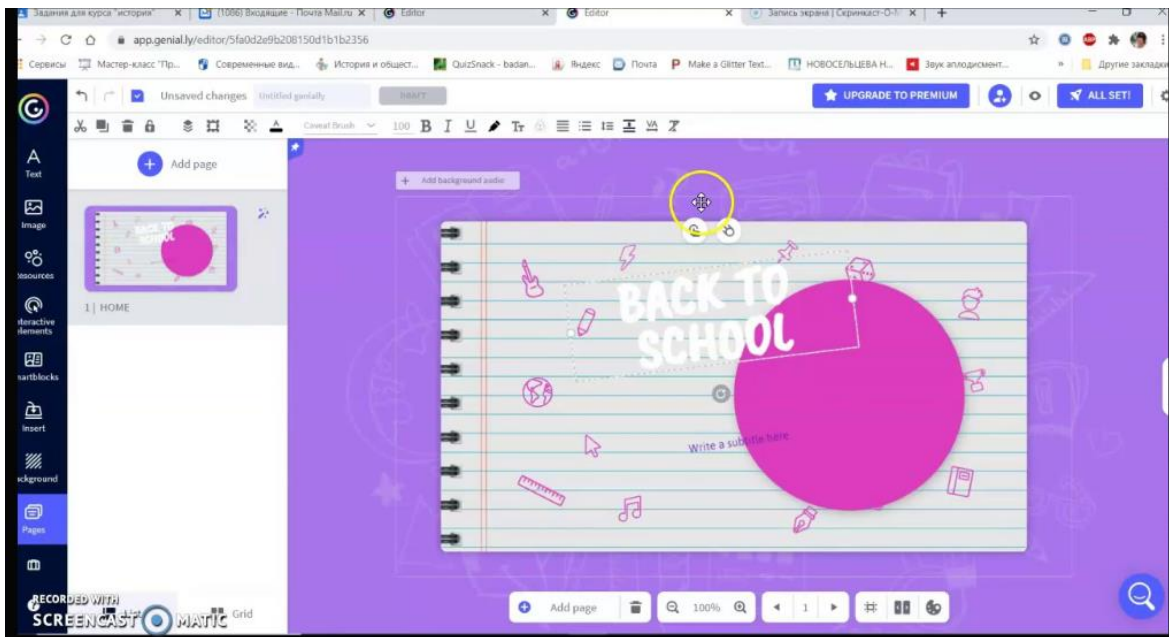 Задания для курса "история"
(1086) Входящие - Почта Mail.ru
Editor
Editor
Запись экрана | Скринкаст-О-М
app.genial.ly/editor/5fa0d2e9b208150d1b1b2356
Сервисы
Мастер-класс "Пр...
Современные вид...
История и общест...
QuizSnack - badan...
Яндекс
Почта
Make a Glitter Text...
НОВОСЕЛЬЦЕВА Н...
Звук аплодисмент...
Другие закладки
Unsaved changes
Untitled genially
DRAFT
UPGRADE TO PREMIUM
ALL SET!
Caveat Brush
100
Text
Image
Resources
Interactive
elements
Smartblocks
Insert
Background
Pages
Add page
BACK TO
SCHOOL
1 | HOME
Add background audio
BACK TO
SCHOOL
Write a subtitle here
Grid
Add page
100%
1
RECORDED WITH
SCREENCAST O MATIC